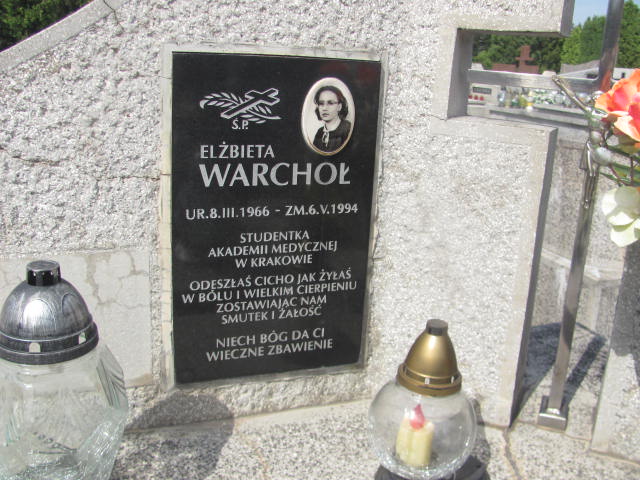 Ś.P.
ELŻBIETA
WARCHOŁ
UR.8.III.1966 - ZM.6.V.1994
STUDENTKA
AKADEMII MEDYCZNEJ
W KRAKOWIE
ODESZŁAŚ CICHO JAK ŻYŁAŚ
W BÓLU I WIELKIM CIERPIENIU
ZOSTAWIAJĄC NAM
SMUTEK I ŻAŁOŚĆ
NIECH BÓG DA CI
WIECZNE ZBAWIENIE